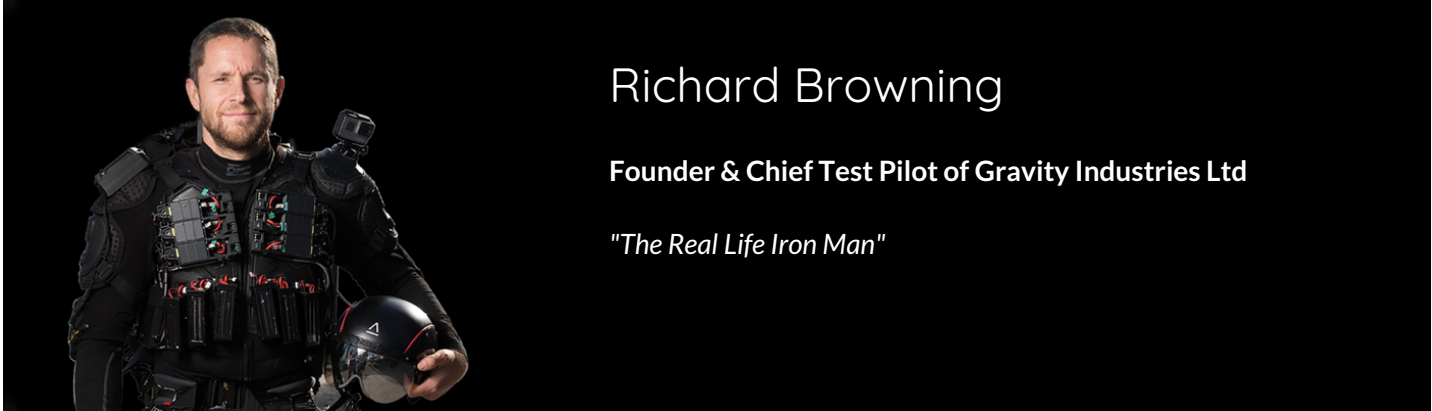 Richard Browning
Founder & Chief Test Pilot of Gravity Industries Ltd
"The Real Life Iron Man"